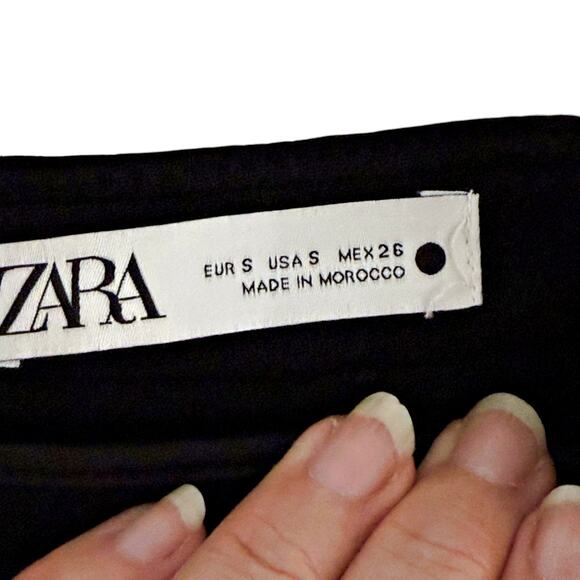 ZARA
EUR S USA S MEX 26
MADE IN MOROCCO